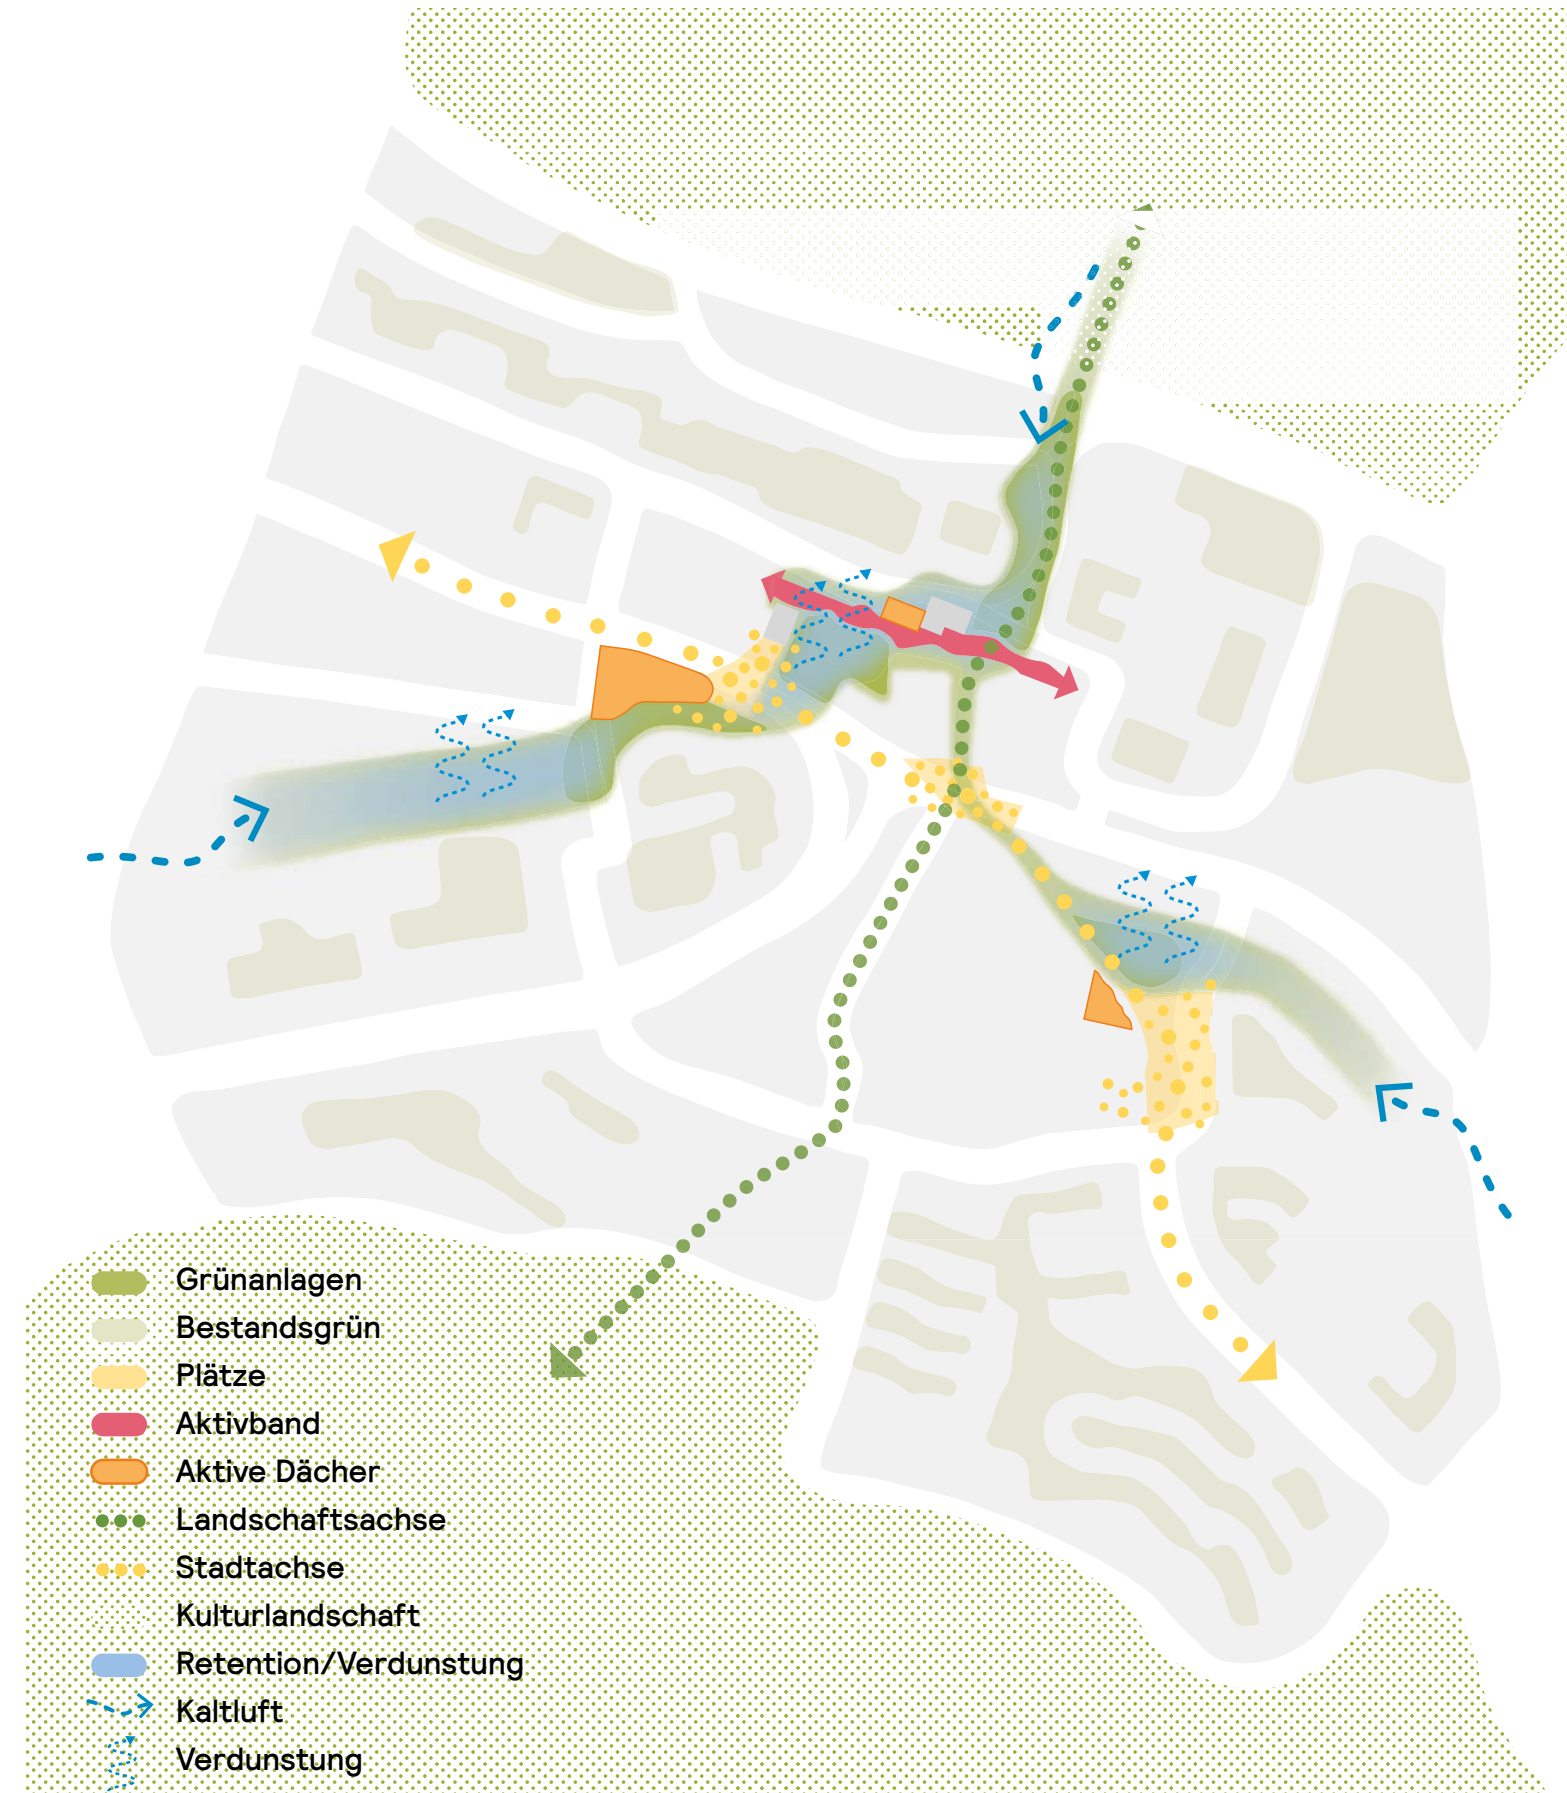 Grünanlagen
Bestandsgrün
Plätze
Aktivband
Aktive Dächer
Landschaftsachse
Stadtachse
Kulturlandschaft
Retention/Verdunstung
Kaltluft
Verdunstung